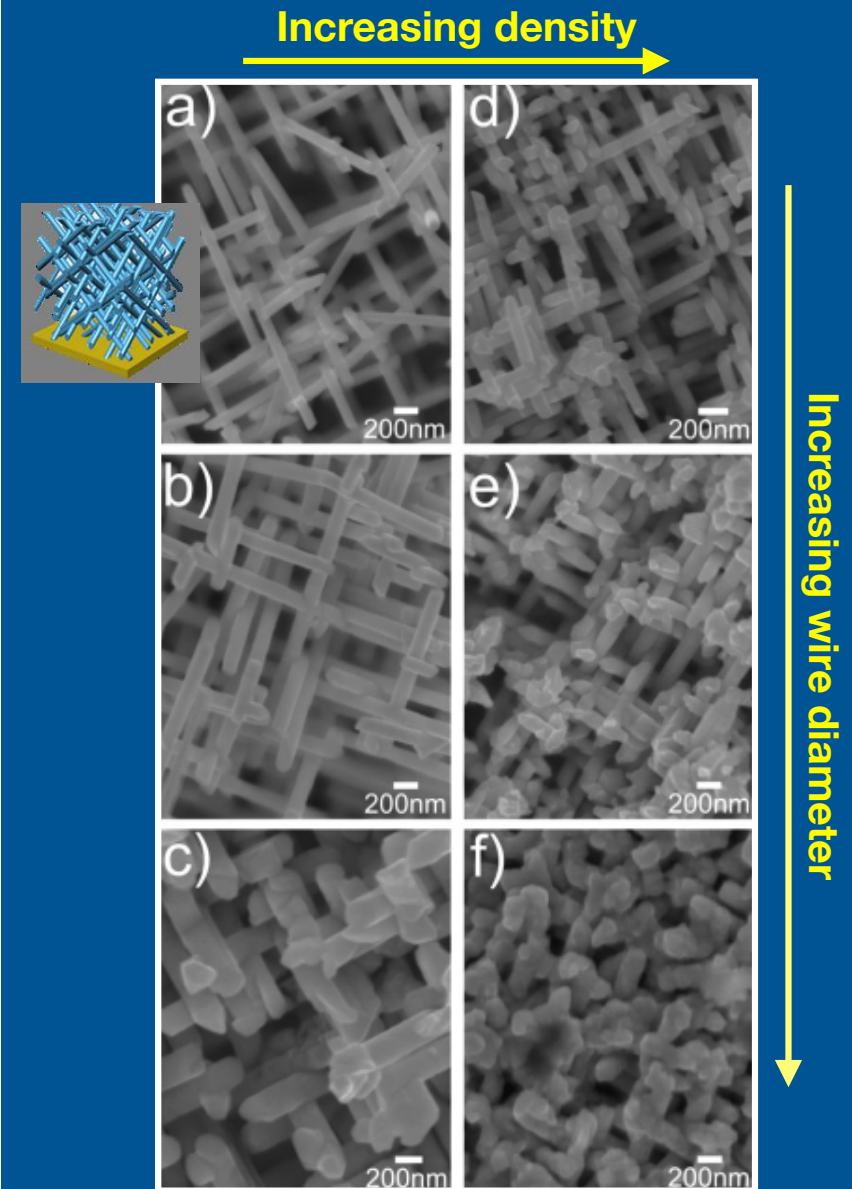 Increasing density
a)
200nm
d)
200nm
b)
200nm
e)
200nm
c)
200nm
f)
200nm
Increasing wire diameter